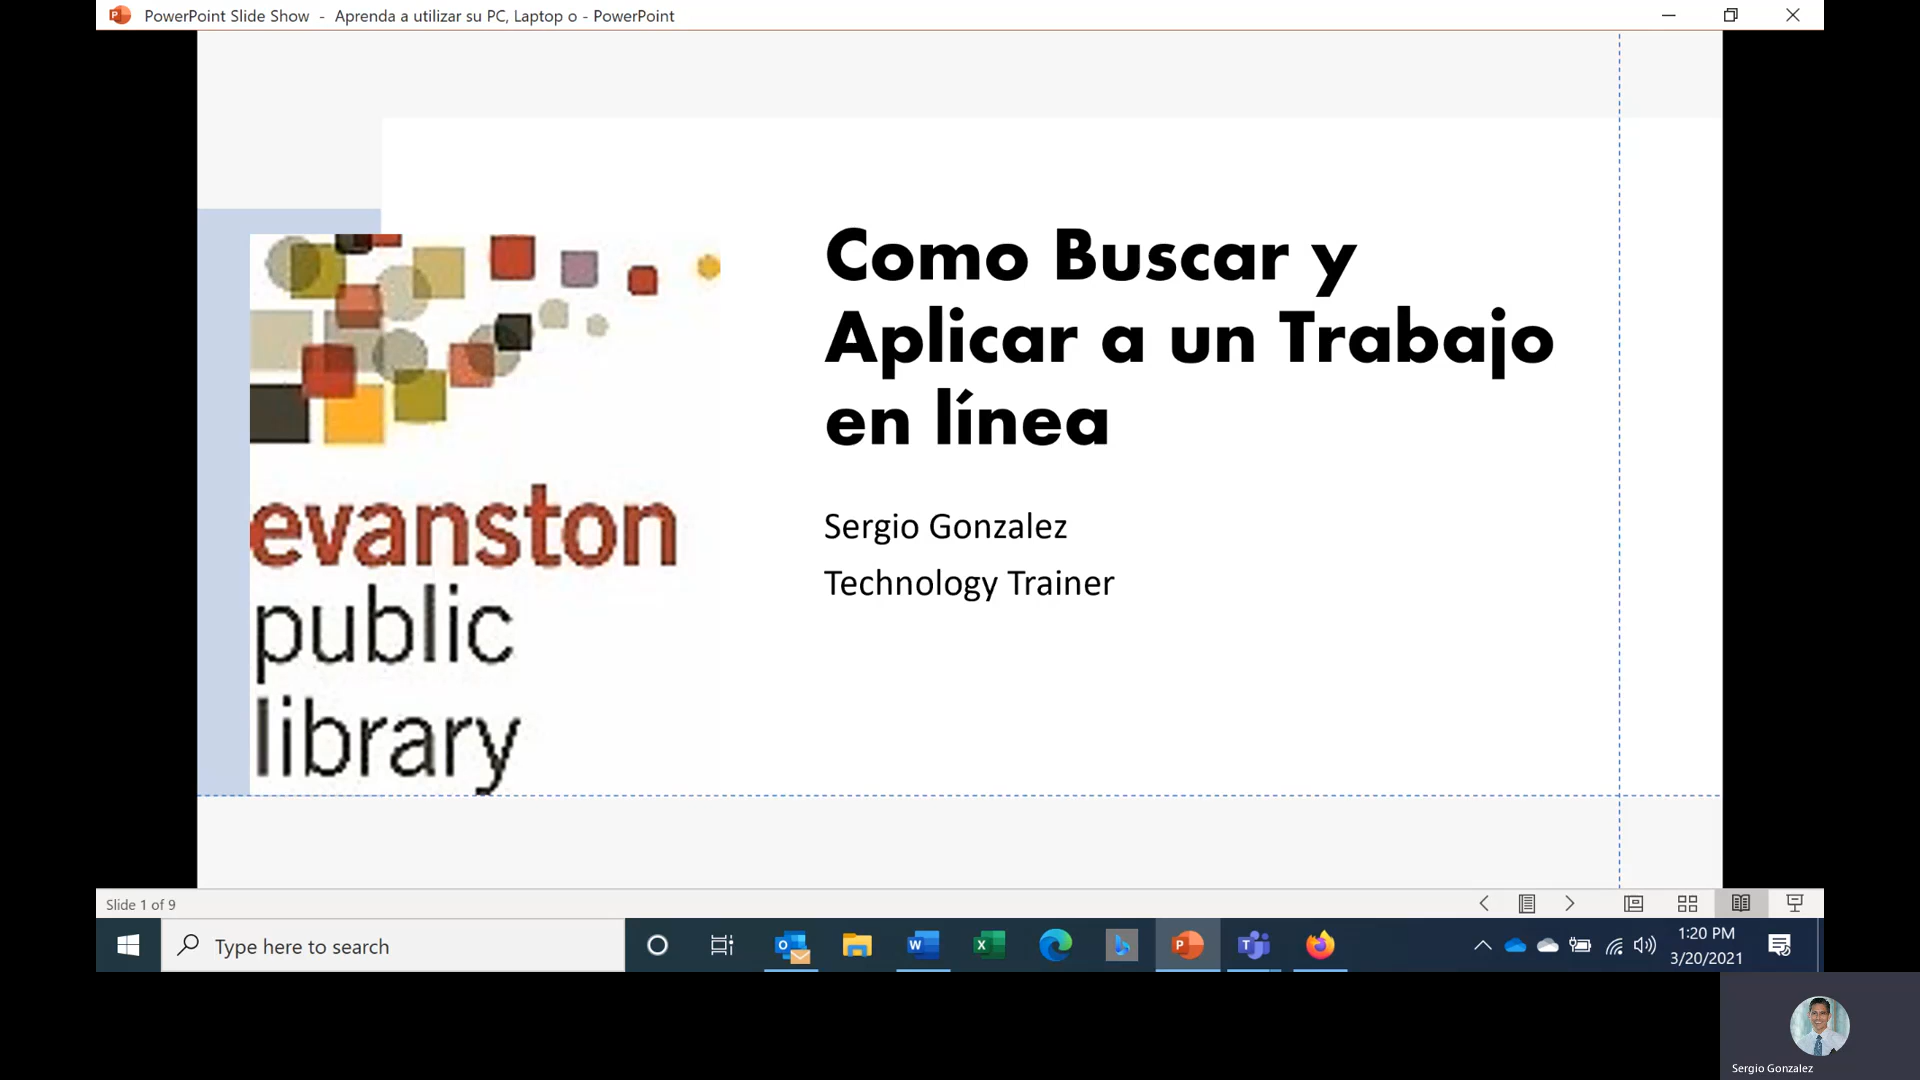 PowerPoint Slide Show - Aprenda a utilizar su PC, Laptop o - PowerPoint
Como Buscar y
Aplicar a un Trabajo
en línea
Sergio Gonzalez
Technology Trainer
evanston
public
library
Slide 1 of 9
Type here to search
1:20 PM
3/20/2021
Sergio Gonzalez